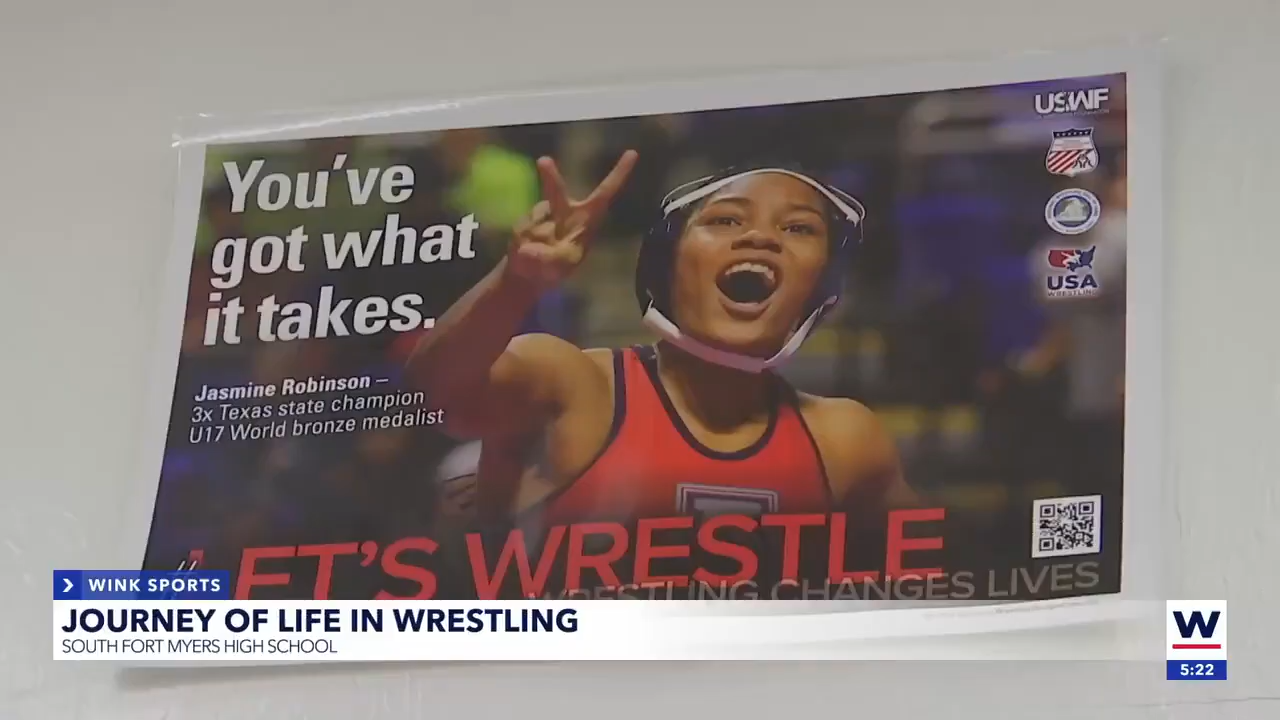 You've
got what
it takes.
Jasmine Robinson –
3x Texas state champion
U17 World bronze medalist
USWF
USA
WRESTLING
LET'S WRESTLE
WRESTLING CHANGES LIVES
WINK SPORTS
JOURNEY OF LIFE IN WRESTLING
SOUTH FORT MYERS HIGH SCHOOL
W
5:22